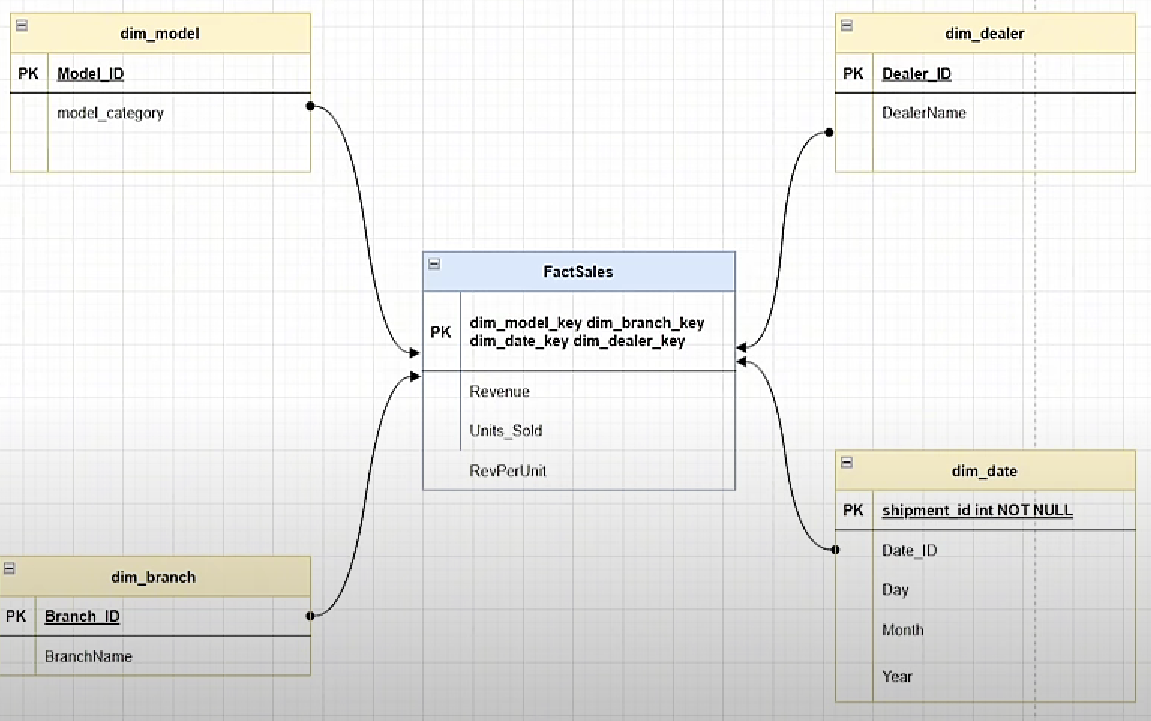 dim_model
PK Model_ID
model_category
dim_dealer
PK Dealer_ID
DealerName
FactSales
PK
dim_model_key dim_branch_key
dim_date_key dim_dealer_key
Revenue
Units_Sold
RevPerUnit
dim_branch
PK Branch_ID
BranchName
dim_date
PK shipment_id int NOT NULL
Date_ID
Day
Month
Year